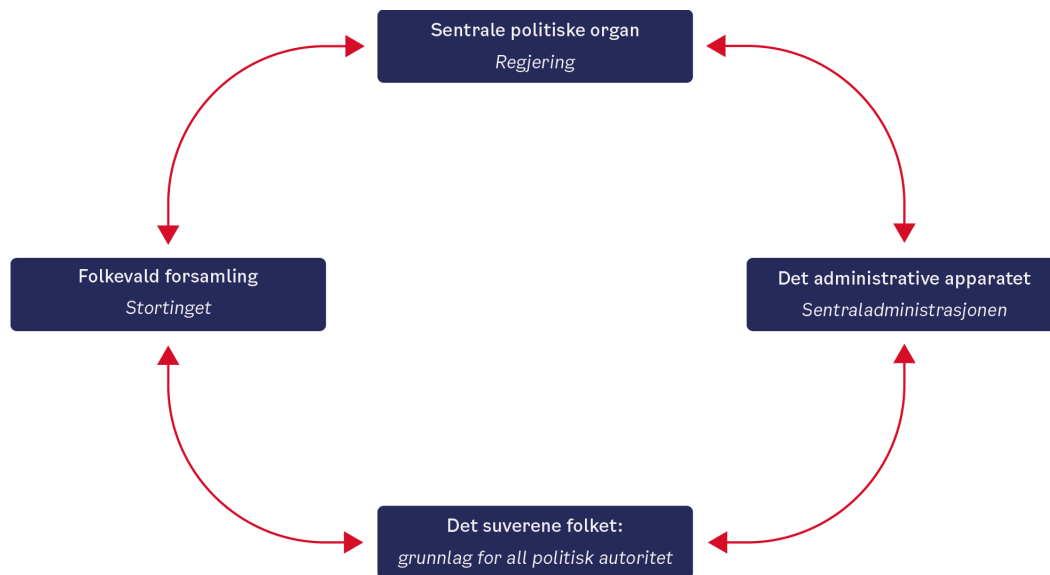 Sentrale politiske organ
Regjering
Folkevald forsamling
Stortinget
Det administrative apparatet
Sentraladministrasjonen
Det suverene folket:
grunnlag for all politisk autoritet